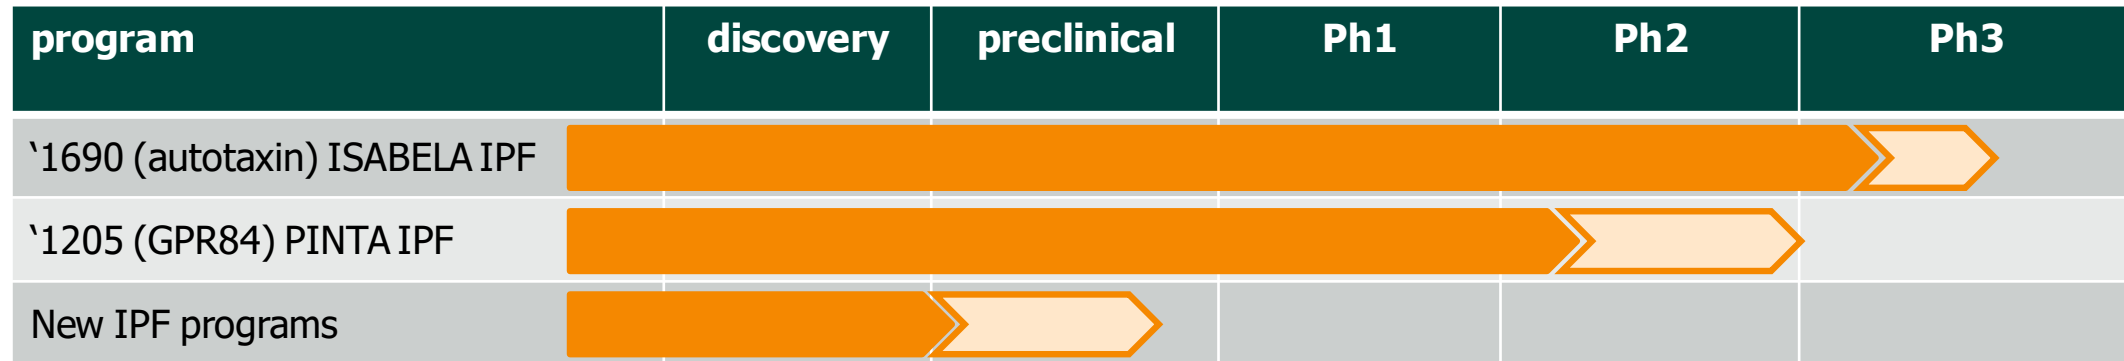 program discovery preclinical Ph1 Ph2 Ph3
‘1690 (autotaxin) ISABELA IPF
‘1205 (GPR84) PINTA IPF
New IPF programs